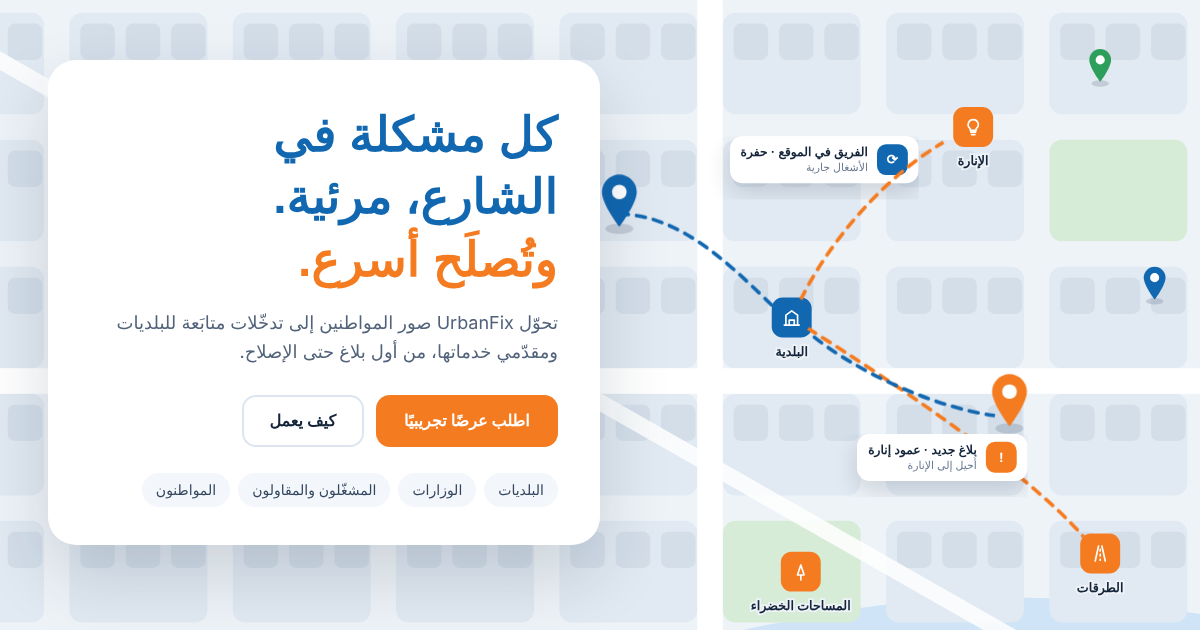 كل مشكلة في
الشارع، مرئية.
وتُصلَح أسرع.
تحوّل UrbanFix صور المواطنين إلى تدخّلات متابَعة للبلديات
ومقدّمي خدماتها، من أول بلاغ حتى الإصلاح.
اطلب عرضًا تجريبيًا
كيف يعمل
البلديات
الوزارات
المشغّلون والمقاولون
المواطنون
الإنارة
الفريق في الموقع · حفرة
الأشغال جارية
البلدية
بلاغ جديد · عمود إنارة
أحيل إلى الإنارة
الطرقات
المساحات الخضراء